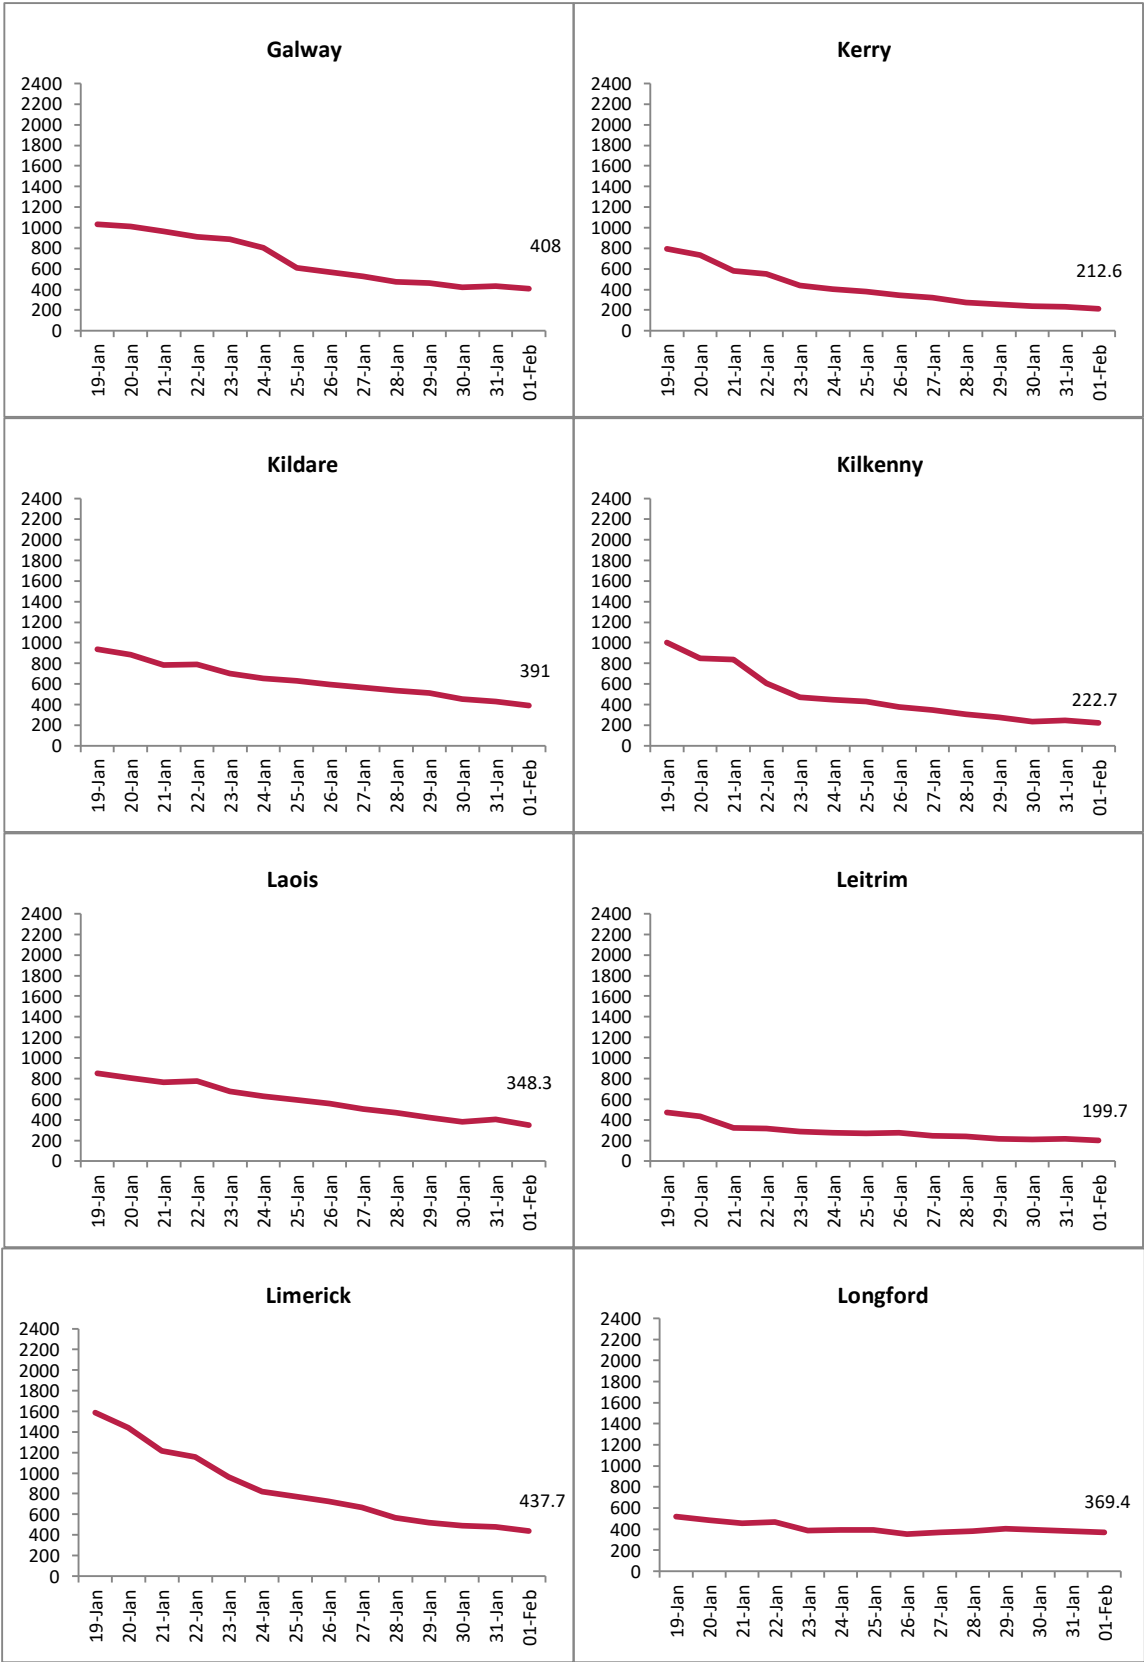 Galway
2400
2200
2000
1800
1600
1400
1200
1000
800
600
400
200
0
408
19-Jan
20-Jan
21-Jan
22-Jan
23-Jan
24-Jan
25-Jan
26-Jan
27-Jan
28-Jan
29-Jan
30-Jan
31-Jan
01-Feb
Kerry
2400
2200
2000
1800
1600
1400
1200
1000
800
600
400
200
0
212.6
19-Jan
20-Jan
21-Jan
22-Jan
23-Jan
24-Jan
25-Jan
26-Jan
27-Jan
28-Jan
29-Jan
30-Jan
31-Jan
01-Feb
Kildare
2400
2200
2000
1800
1600
1400
1200
1000
800
600
400
200
0
391
19-Jan
20-Jan
21-Jan
22-Jan
23-Jan
24-Jan
25-Jan
26-Jan
27-Jan
28-Jan
29-Jan
30-Jan
31-Jan
01-Feb
Kilkenny
2400
2200
2000
1800
1600
1400
1200
1000
800
600
400
200
0
222.7
19-Jan
20-Jan
21-Jan
22-Jan
23-Jan
24-Jan
25-Jan
26-Jan
27-Jan
28-Jan
29-Jan
30-Jan
31-Jan
01-Feb
Laois
2400
2200
2000
1800
1600
1400
1200
1000
800
600
400
200
0
348.3
19-Jan
20-Jan
21-Jan
22-Jan
23-Jan
24-Jan
25-Jan
26-Jan
27-Jan
28-Jan
29-Jan
30-Jan
31-Jan
01-Feb
Leitrim
2400
2200
2000
1800
1600
1400
1200
1000
800
600
400
200
0
199.7
19-Jan
20-Jan
21-Jan
22-Jan
23-Jan
24-Jan
25-Jan
26-Jan
27-Jan
28-Jan
29-Jan
30-Jan
31-Jan
01-Feb
Limerick
2400
2200
2000
1800
1600
1400
1200
1000
800
600
400
200
0
437.7
19-Jan
20-Jan
21-Jan
22-Jan
23-Jan
24-Jan
25-Jan
26-Jan
27-Jan
28-Jan
29-Jan
30-Jan
31-Jan
01-Feb
Longford
2400
2200
2000
1800
1600
1400
1200
1000
800
600
400
200
0
369.4
19-Jan
20-Jan
21-Jan
22-Jan
23-Jan
24-Jan
25-Jan
26-Jan
27-Jan
28-Jan
29-Jan
30-Jan
31-Jan
01-Feb